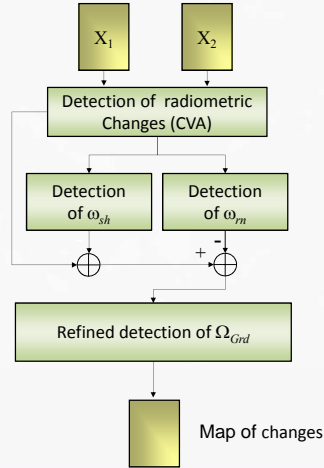 X1 X2
Detection of radiometric
Changes (CVA)
Detection
of ωsh
Detection
of ωrn
+ -
Refined detection of ΩGrd
Map of changes